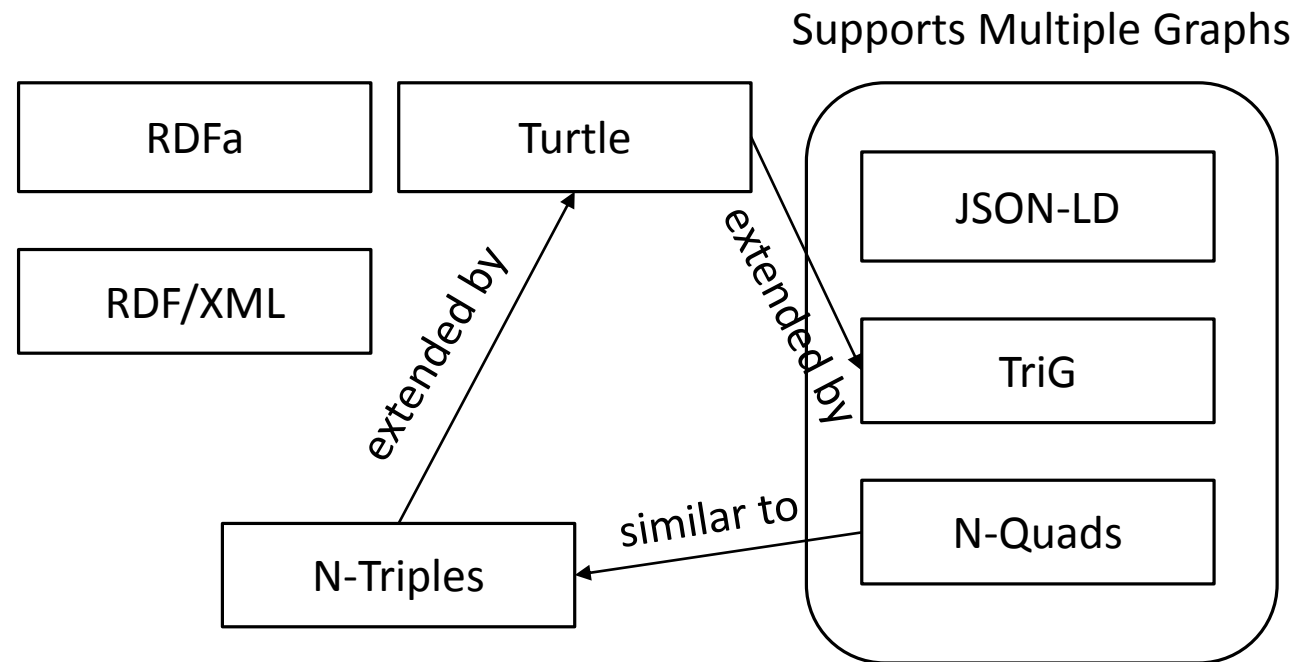 Supports Multiple Graphs
RDFa
Turtle
JSON-LD
RDF/XML
extended by
extended by
TriG
similar to
N-Quads
N-Triples